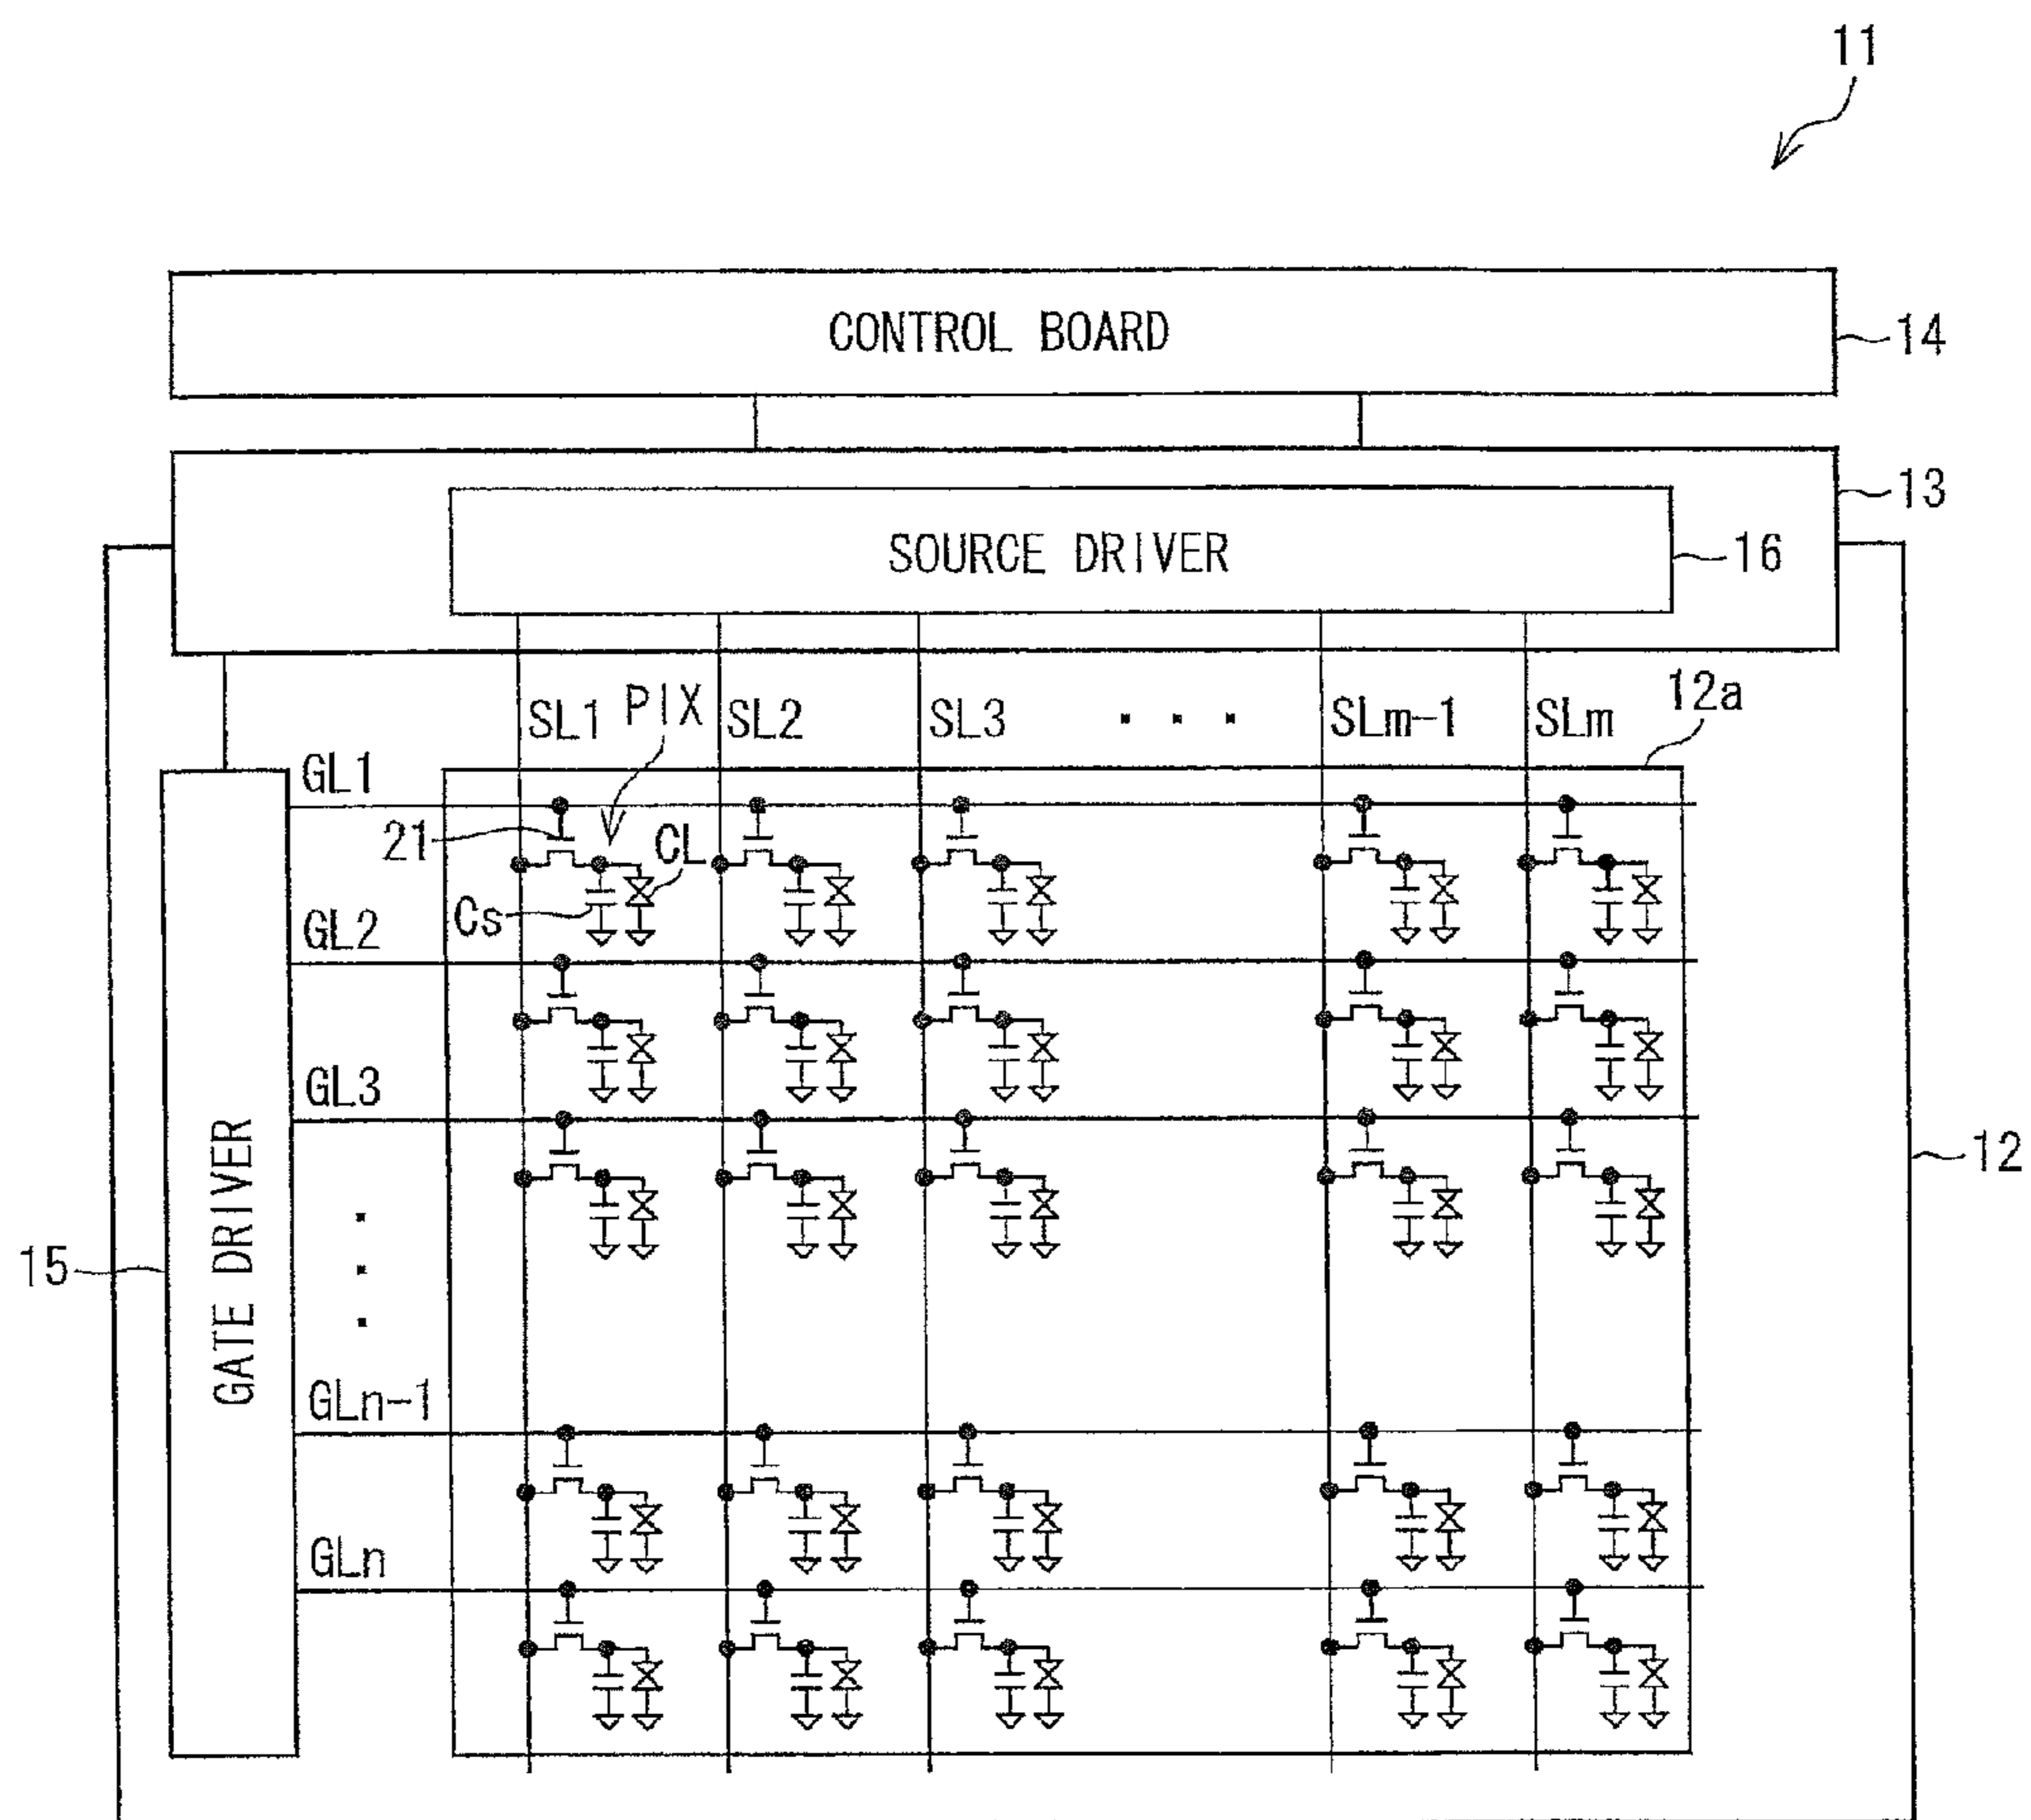 11
CONTROL BOARD
14
13
SOURCE DRIVER
16
SL1 PIX SL2 SL3 . . . SLm-1 SLm
12a
GL1
21
CL
Cs
GL2
GL3
12
GATE DRIVER
15
.
.
.
GLn-1
GLn